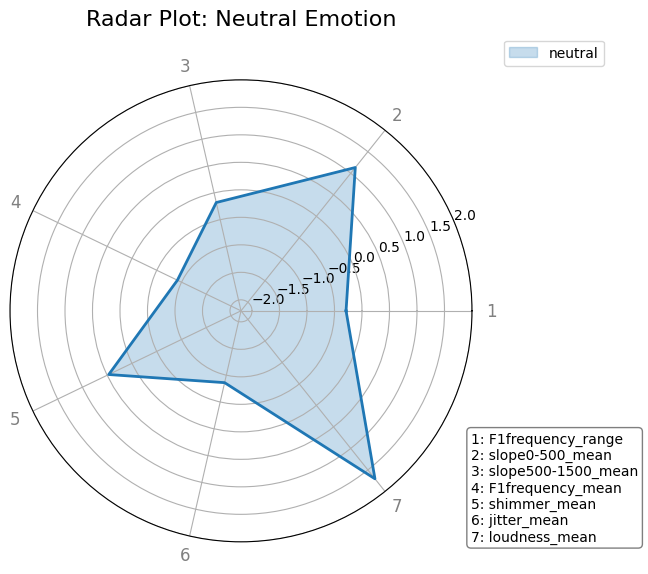 Radar Plot: Neutral Emotion
neutral
3
2
4
2.0
1.5
1.0
0.5
0.0
−0.5
−1.0
−1.5
−2.0
1
5
6
7
1: F1frequency_range
2: slope0-500_mean
3: slope500-1500_mean
4: F1frequency_mean
5: shimmer_mean
6: jitter_mean
7: loudness_mean